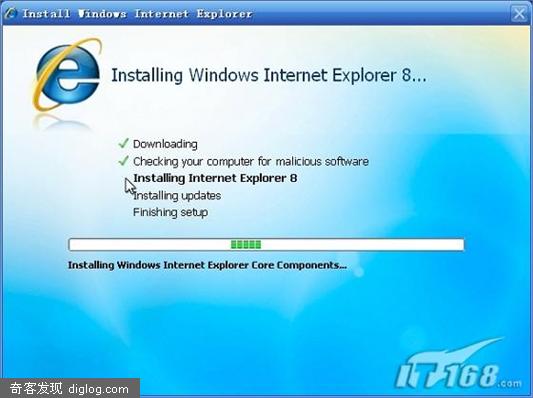 Install Windows Internet Explorer
Installing Windows Internet Explorer 8...
Downloading
Checking your computer for malicious software
Installing Internet Explorer 8
Installing updates
Finishing setup
Installing Windows Internet Explorer Core Components...
IT168.com
奇客发现 diglog.com